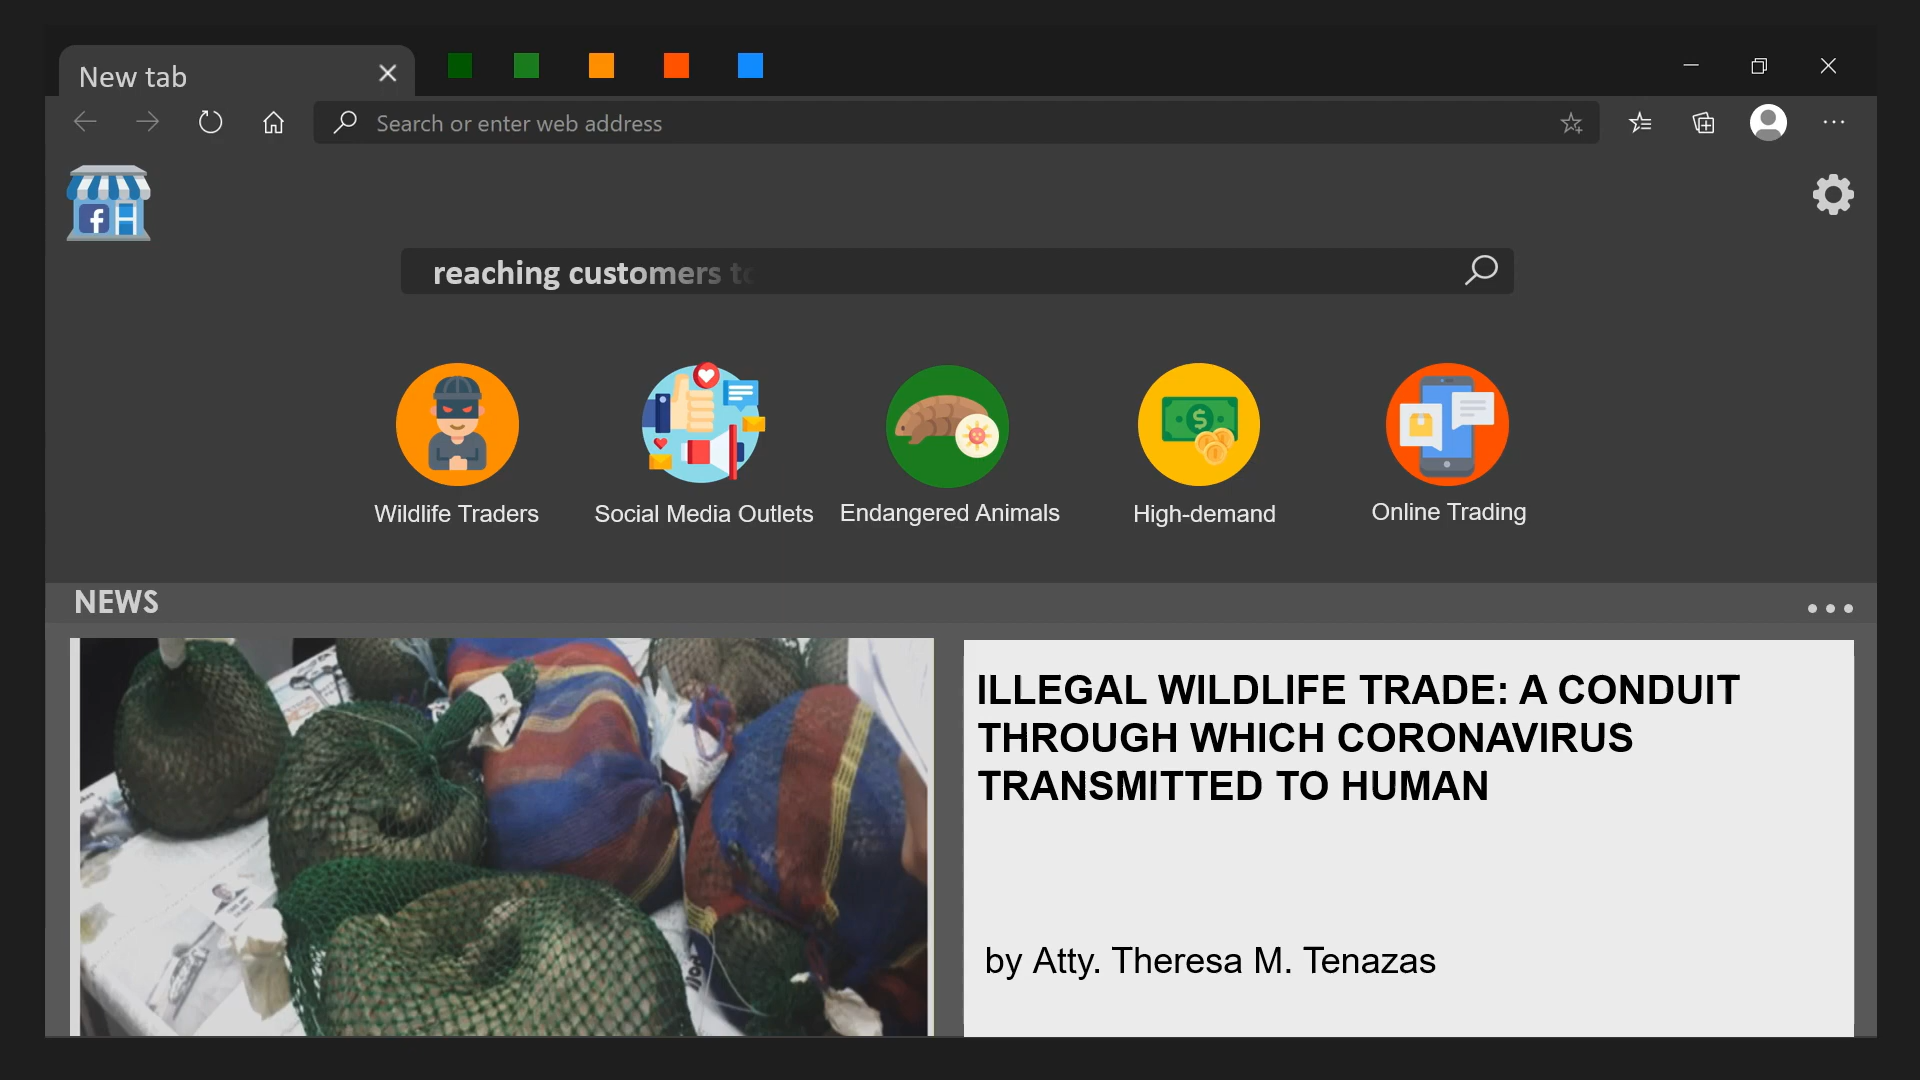 New tab
Search or enter web address
reaching customers to
Wildlife Traders
Social Media Outlets
Endangered Animals
High-demand
Online Trading
NEWS
ILLEGAL WILDLIFE TRADE: A CONDUIT
THROUGH WHICH CORONAVIRUS
TRANSMITTED TO HUMAN
by Atty. Theresa M. Tenazas